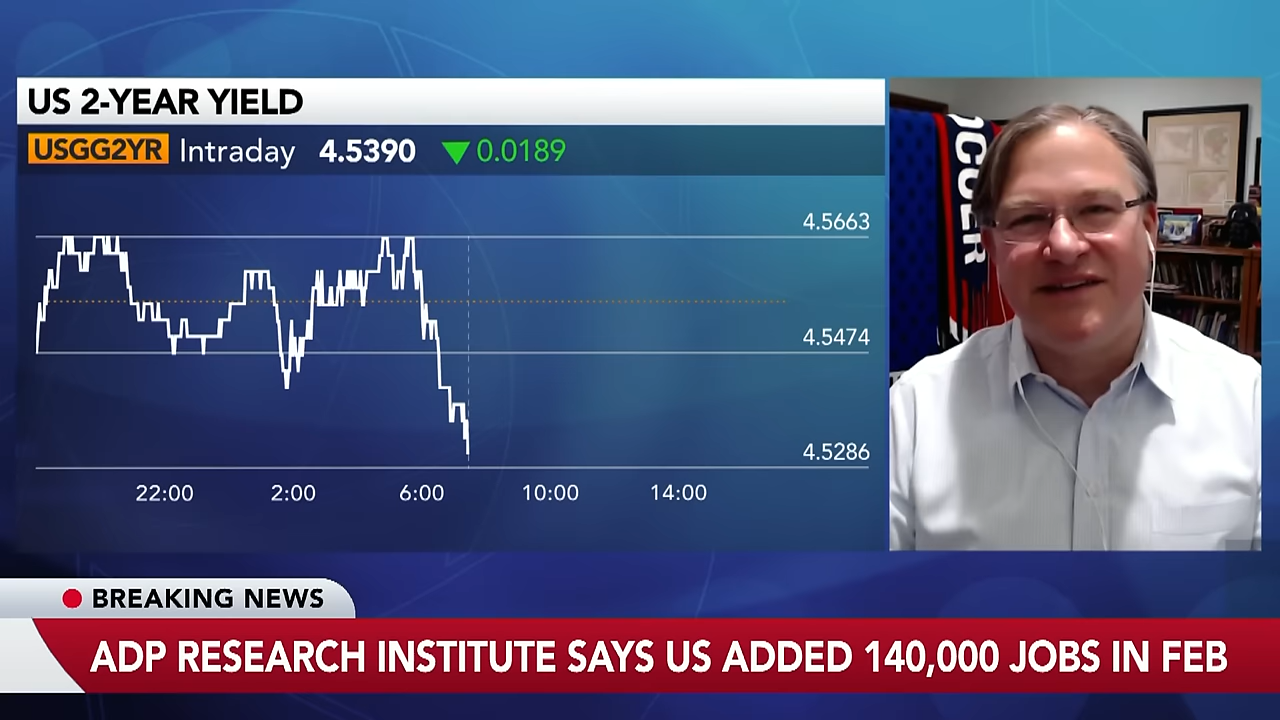 US 2-YEAR YIELD
USGG2YR Intraday 4.5390 ▼0.0189
4.5663
4.5474
4.5286
22:00 2:00 6:00 10:00 14:00
BREAKING NEWS
ADP RESEARCH INSTITUTE SAYS US ADDED 140,000 JOBS IN FEB